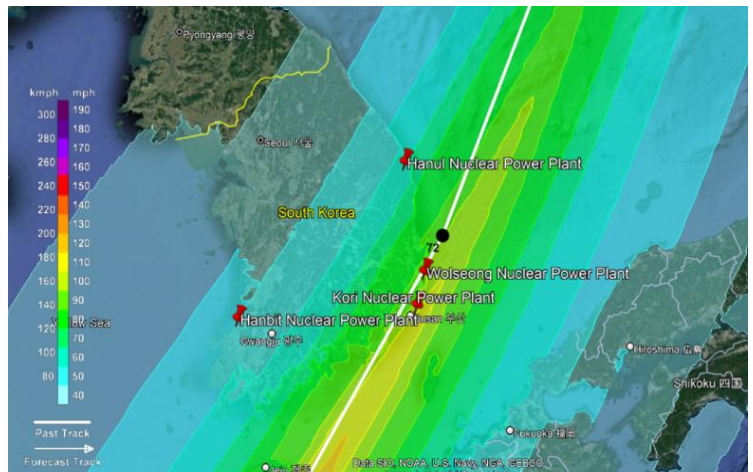 Pyongyang 평양
kmph mph
190
300 180
280 170
260 160
240 150
220 140
200 130
180 120
110
160 100
140 90
120 80
70
100 60
80 50
40
Seoul 서울
Hanul Nuclear Power Plant
South Korea
72
Wolseong Nuclear Power Plant
Kori Nuclear Power Plant
Busan 부산
Hanbit Nuclear Power Plant
Gwangju 광주
Hiroshima 広島
Shikoku 四国
Fukuoka 福岡
Past Track
Forecast Track
Data SIO, NOAA, U.S. Navy, NGA, GEBCO